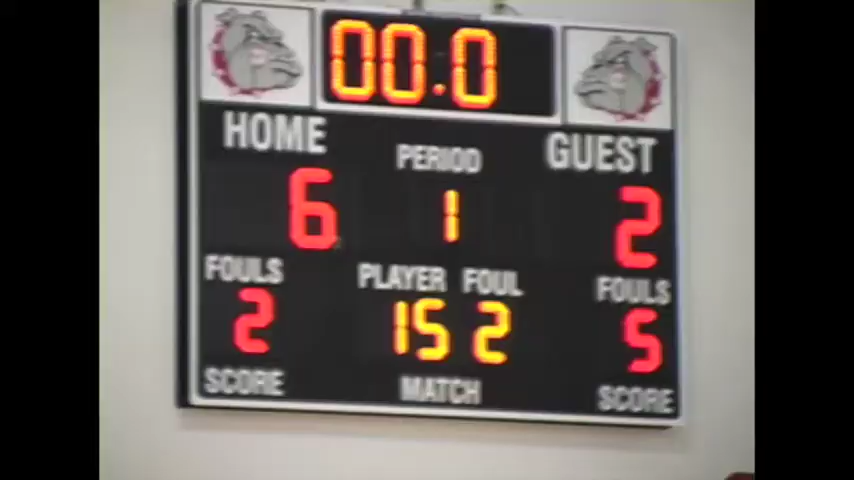 00.0
HOME PERIOD GUEST
6 1 2
FOULS PLAYER FOUL FOULS
2 15 2 5
SCORE MATCH SCORE